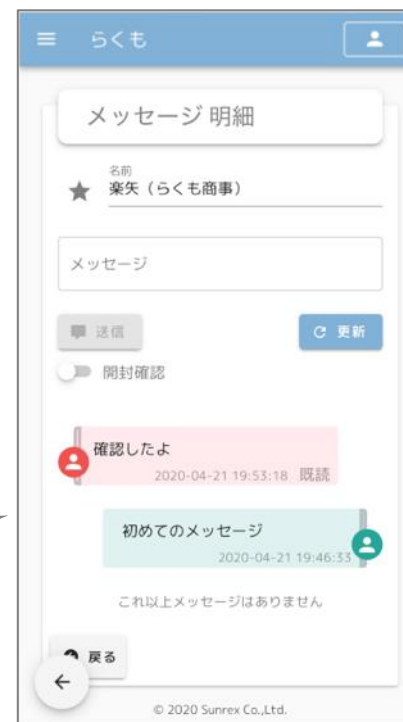 らくも
メッセージ 明細
名前
楽矢（らくも商事）
メッセージ
送信
更新
開封確認
確認したよ
2020-04-21 19:53:18 既読
初めてのメッセージ
2020-04-21 19:46:33
これ以上メッセージはありません
戻る
© 2020 Sunrex Co.,Ltd.